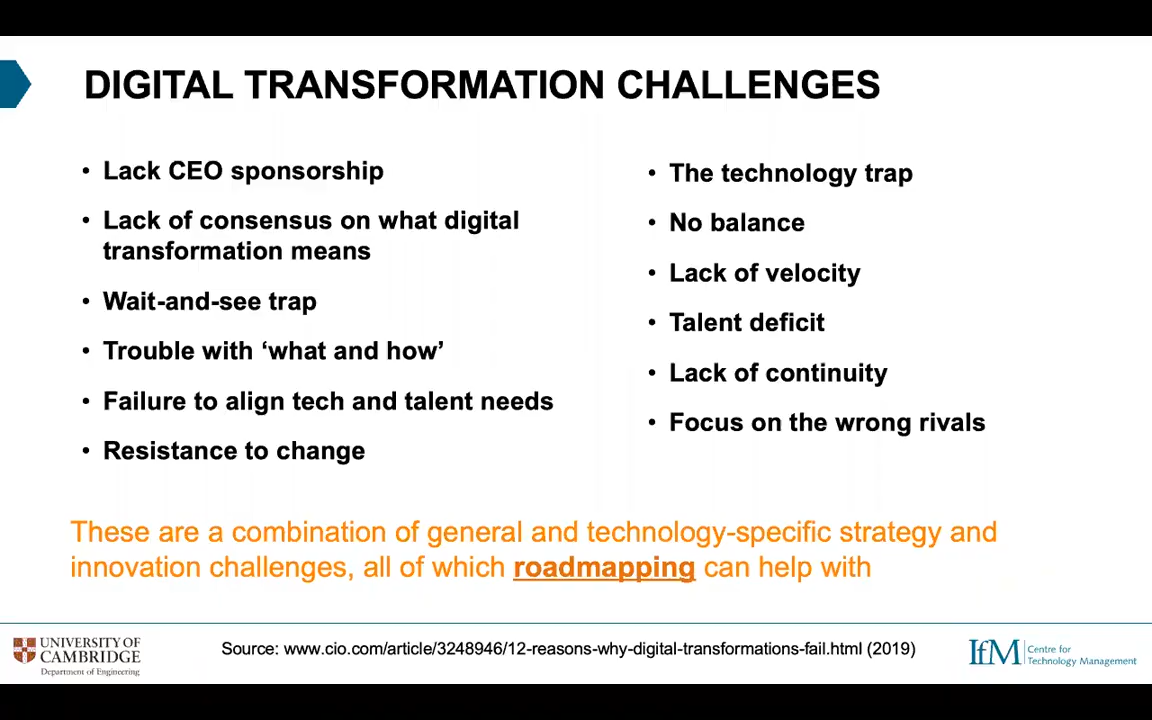 DIGITAL TRANSFORMATION CHALLENGES
• Lack CEO sponsorship
• Lack of consensus on what digital
transformation means
• Wait-and-see trap
• Trouble with ‘what and how’
• Failure to align tech and talent needs
• Resistance to change
• The technology trap
• No balance
• Lack of velocity
• Talent deficit
• Lack of continuity
• Focus on the wrong rivals
These are a combination of general and technology-specific strategy and
innovation challenges, all of which roadmapping can help with
UNIVERSITY OF
CAMBRIDGE
Department of Engineering
Source: www.cio.com/article/3248946/12-reasons-why-digital-transformations-fail.html (2019)
IfM
Centre for
Technology Management